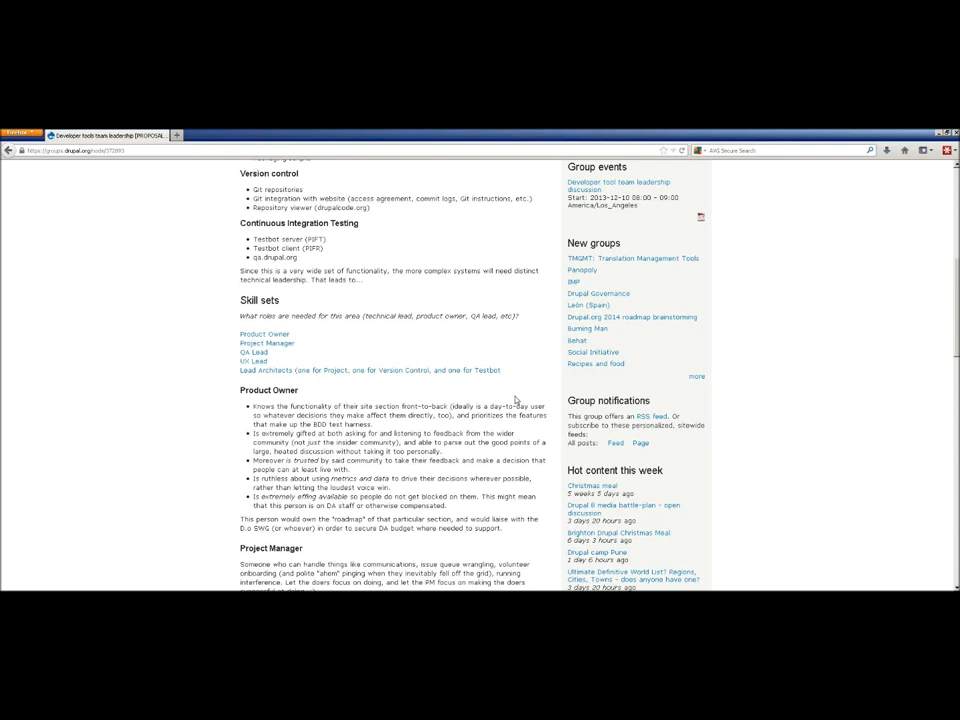 Firefox
Developer tools team leadership [PROPOSAL...
https://groups.drupal.org/node/372693
AVG Secure Search
Version control
Git repositories
Git integration with website (access agreement, commit logs, Git instructions, etc.)
Repository viewer (drupalcode.org)
Continuous Integration Testing
Testbot server (PIFT)
Testbot client (PIFR)
qa.drupal.org
Since this is a very wide set of functionality, the more complex systems will need distinct
technical leadership. That leads to...
Skill sets
What roles are needed for this area (technical lead, product owner, QA lead, etc)?
Product Owner
Project Manager
QA Lead
UX Lead
Lead Architects (one for Project, one for Version Control, and one for Testbot
Product Owner
Knows the functionality of their site section front-to-back (ideally is a day-to-day user
so whatever decisions they make affect them directly, too), and prioritizes the features
that make up the BDD test harness.
Is extremely gifted at both asking for and listening to feedback from the wider
community (not just the insider community), and able to parse out the good points of a
large, heated discussion without taking it too personally.
Moreover is trusted by said community to take their feedback and make a decision that
people can at least live with.
Is ruthless about using metrics and data to drive their decisions wherever possible,
rather than letting the loudest voice win.
Is extremely effing available so people do not get blocked on them. This might mean
that this person is on DA staff or otherwise compensated.
This person would own the "roadmap" of that particular section, and would liaise with the
D.o SWG (or whoever) in order to secure DA budget where needed to support.
Project Manager
Someone who can handle things like communications, issue queue wrangling, volunteer
onboarding (and polite "ahem" pinging when they inevitably fell off the grid), running
interference. Let the doers focus on doing, and let the PM focus on making the doers
Group events
Developer tool team leadership
discussion
Start: 2013-12-10 08:00 - 09:00
America/Los_Angeles
New groups
TMGMT: Translation Management Tools
Panopoly
BMP
Drupal Governance
León (Spain)
Drupal.org 2014 roadmap brainstorming
Burning Man
Behat
Social Initiative
Recipes and food
more
Group notifications
This group offers an RSS feed. Or
subscribe to these personalized, sitewide
feeds:
All posts: Feed Page
Hot content this week
Christmas meal
5 weeks 5 days ago
Drupal 8 media battle-plan - open
discussion
3 days 20 hours ago
Brighton Drupal Christmas Meal
6 days 3 hours ago
Drupal camp Pune
1 day 6 hours ago
Ultimate Definitive World List? Regions,
Cities, Towns - does anyone have one?
3 days 20 hours ago